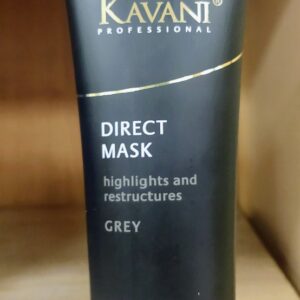 KAVANI
PROFESSIONAL
DIRECT
MASK
highlights and
restructures
GREY